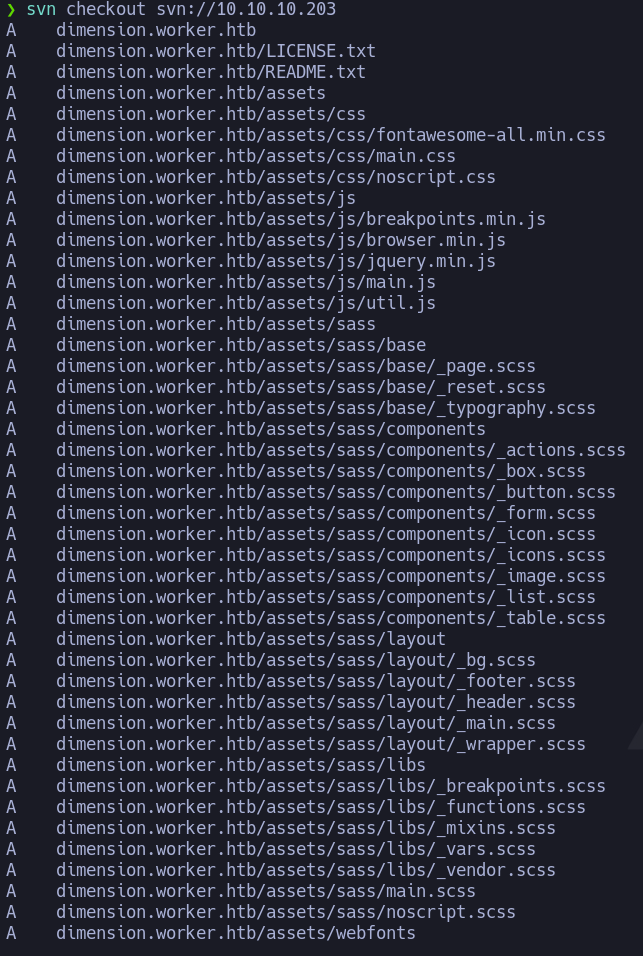 ❯ svn checkout svn://10.10.10.203
A    dimension.worker.htb
A    dimension.worker.htb/LICENSE.txt
A    dimension.worker.htb/README.txt
A    dimension.worker.htb/assets
A    dimension.worker.htb/assets/css
A    dimension.worker.htb/assets/css/fontawesome-all.min.css
A    dimension.worker.htb/assets/css/main.css
A    dimension.worker.htb/assets/css/noscript.css
A    dimension.worker.htb/assets/js
A    dimension.worker.htb/assets/js/breakpoints.min.js
A    dimension.worker.htb/assets/js/browser.min.js
A    dimension.worker.htb/assets/js/jquery.min.js
A    dimension.worker.htb/assets/js/main.js
A    dimension.worker.htb/assets/js/util.js
A    dimension.worker.htb/assets/sass
A    dimension.worker.htb/assets/sass/base
A    dimension.worker.htb/assets/sass/base/_page.scss
A    dimension.worker.htb/assets/sass/base/_reset.scss
A    dimension.worker.htb/assets/sass/base/_typography.scss
A    dimension.worker.htb/assets/sass/components
A    dimension.worker.htb/assets/sass/components/_actions.scss
A    dimension.worker.htb/assets/sass/components/_box.scss
A    dimension.worker.htb/assets/sass/components/_button.scss
A    dimension.worker.htb/assets/sass/components/_form.scss
A    dimension.worker.htb/assets/sass/components/_icon.scss
A    dimension.worker.htb/assets/sass/components/_icons.scss
A    dimension.worker.htb/assets/sass/components/_image.scss
A    dimension.worker.htb/assets/sass/components/_list.scss
A    dimension.worker.htb/assets/sass/components/_table.scss
A    dimension.worker.htb/assets/sass/layout
A    dimension.worker.htb/assets/sass/layout/_bg.scss
A    dimension.worker.htb/assets/sass/layout/_footer.scss
A    dimension.worker.htb/assets/sass/layout/_header.scss
A    dimension.worker.htb/assets/sass/layout/_main.scss
A    dimension.worker.htb/assets/sass/layout/_wrapper.scss
A    dimension.worker.htb/assets/sass/libs
A    dimension.worker.htb/assets/sass/libs/_breakpoints.scss
A    dimension.worker.htb/assets/sass/libs/_functions.scss
A    dimension.worker.htb/assets/sass/libs/_mixins.scss
A    dimension.worker.htb/assets/sass/libs/_vars.scss
A    dimension.worker.htb/assets/sass/libs/_vendor.scss
A    dimension.worker.htb/assets/sass/main.scss
A    dimension.worker.htb/assets/sass/noscript.scss
A    dimension.worker.htb/assets/webfonts